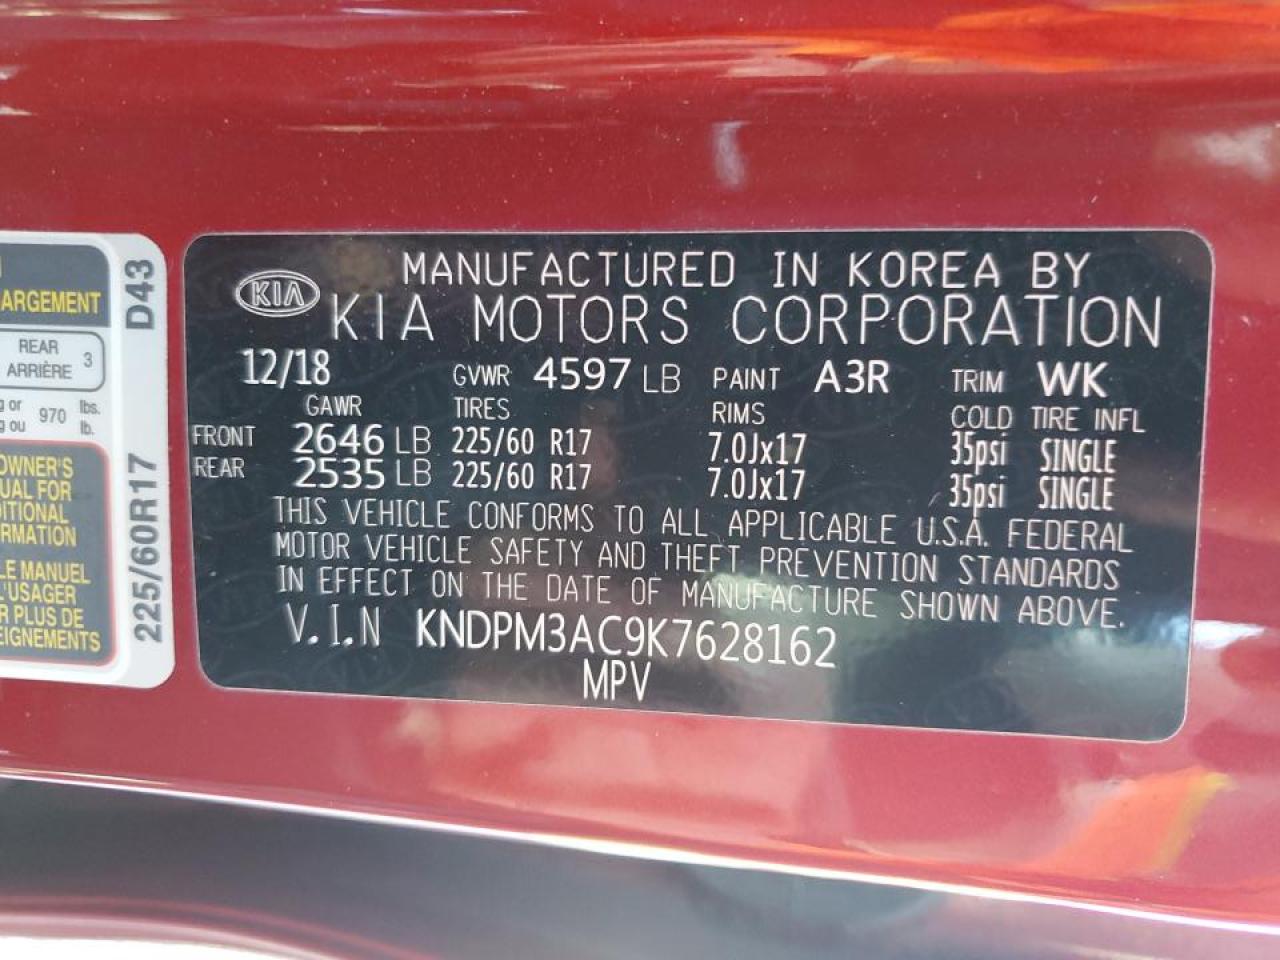 ARGEMENT
REAR
ARRIÈRE 3
g or 970 lbs.
g ou lb.
OWNER'S
UAL FOR
ITIONAL
RMATION
LE MANUEL
L'USAGER
R PLUS DE
EIGNEMENTS
D43
225/60R17
KIA
MANUFACTURED IN KOREA BY
KIA MOTORS CORPORATION
12/18 GVWR 4597 LB PAINT A3R TRIM WK
GAWR TIRES RIMS COLD TIRE INFL
FRONT 2646 LB 225/60 R17 7.0Jx17 35psi SINGLE
REAR 2535 LB 225/60 R17 7.0Jx17 35psi SINGLE
THIS VEHICLE CONFORMS TO ALL APPLICABLE U.S.A. FEDERAL
MOTOR VEHICLE SAFETY AND THEFT PREVENTION STANDARDS
IN EFFECT ON THE DATE OF MANUFACTURE SHOWN ABOVE.
V.I.N KNDPM3AC9K7628162
MPV